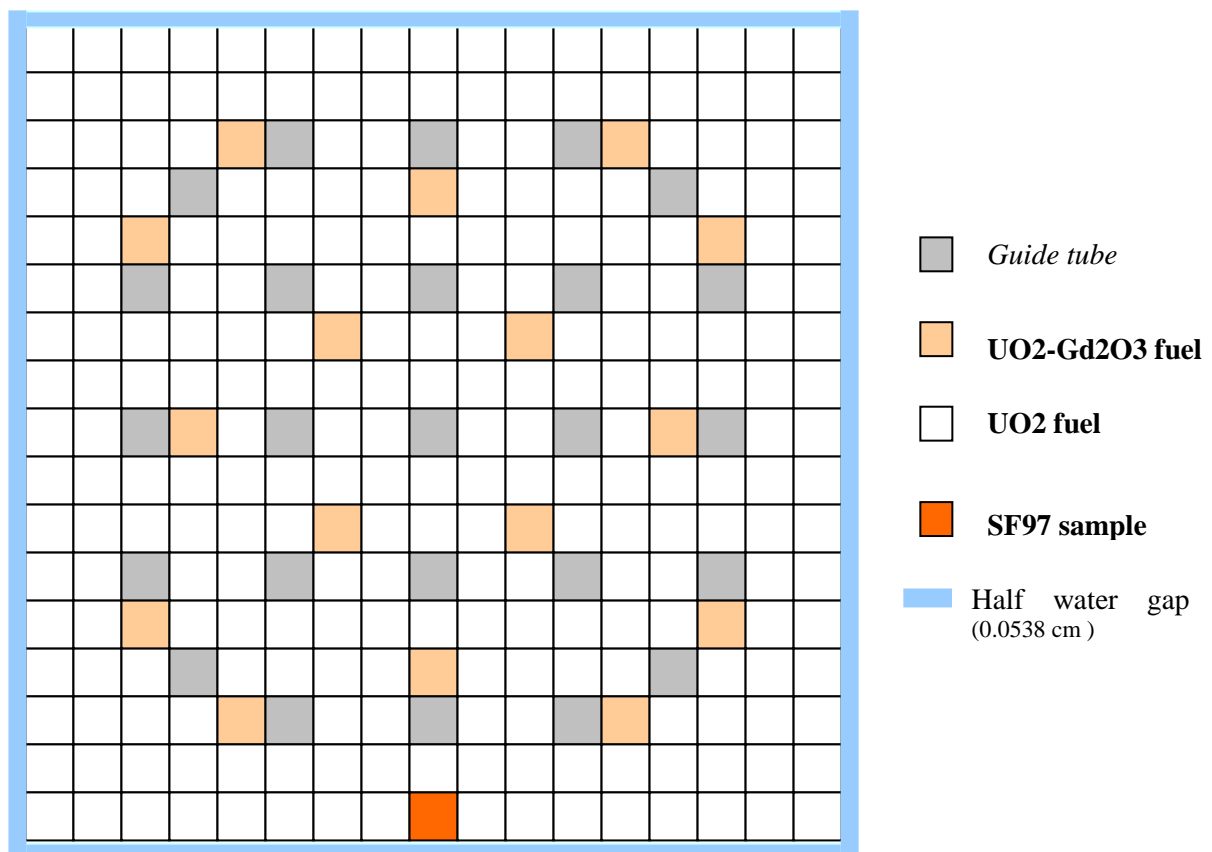 Guide tube
UO2-Gd2O3 fuel
UO2 fuel
SF97 sample
Half water gap
(0.0538 cm )